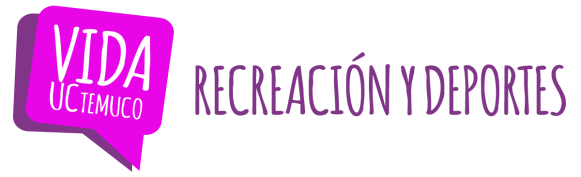 VIDA
UCTEMUCO
RECREACIÓN Y DEPORTES